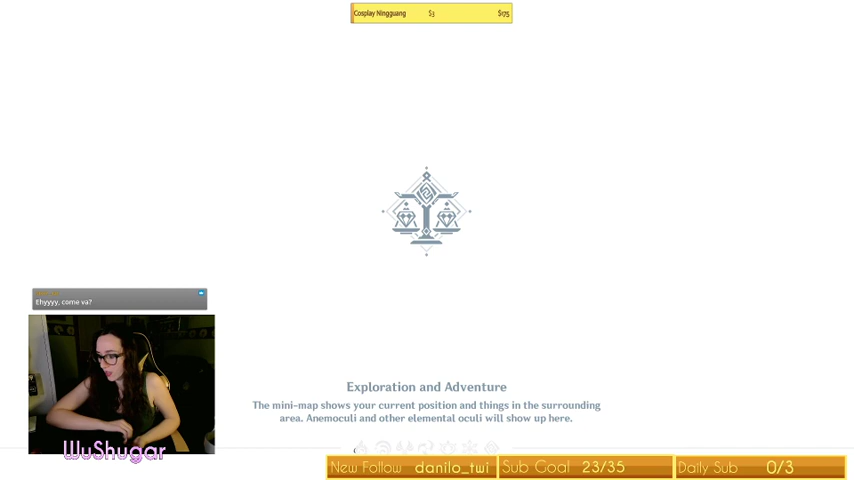 Cosplay Ningguang $3 $175
Ehyyyy, come va?
WuShugar
Exploration and Adventure
The mini-map shows your current position and things in the surrounding
area. Anemoculi and other elemental oculi will show up here.
New Follow danilo_twi Sub Goal 23/35 Daily Sub 0/3